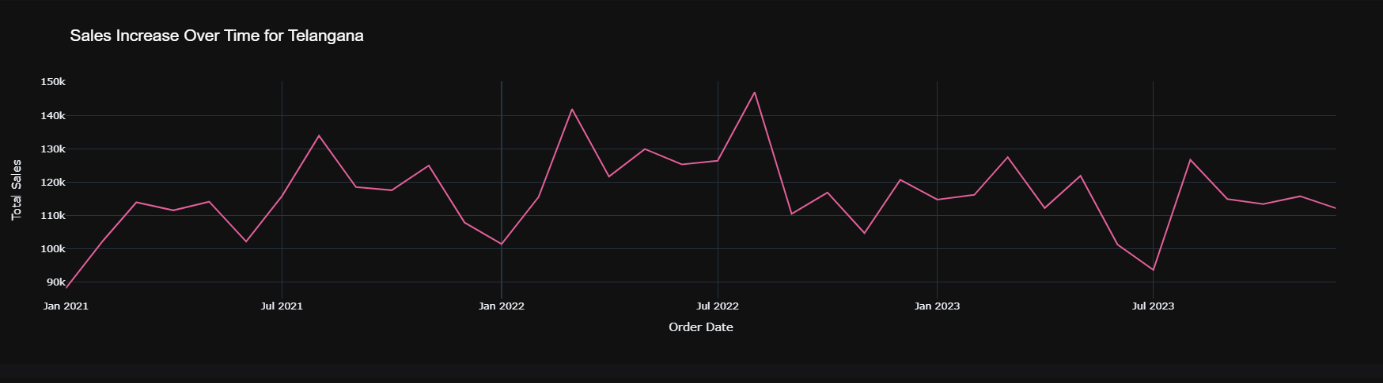 Sales Increase Over Time for Telangana
150k
140k
130k
120k
110k
100k
90k
Total Sales
Jan 2021 Jul 2021 Jan 2022 Jul 2022 Jan 2023 Jul 2023
Order Date